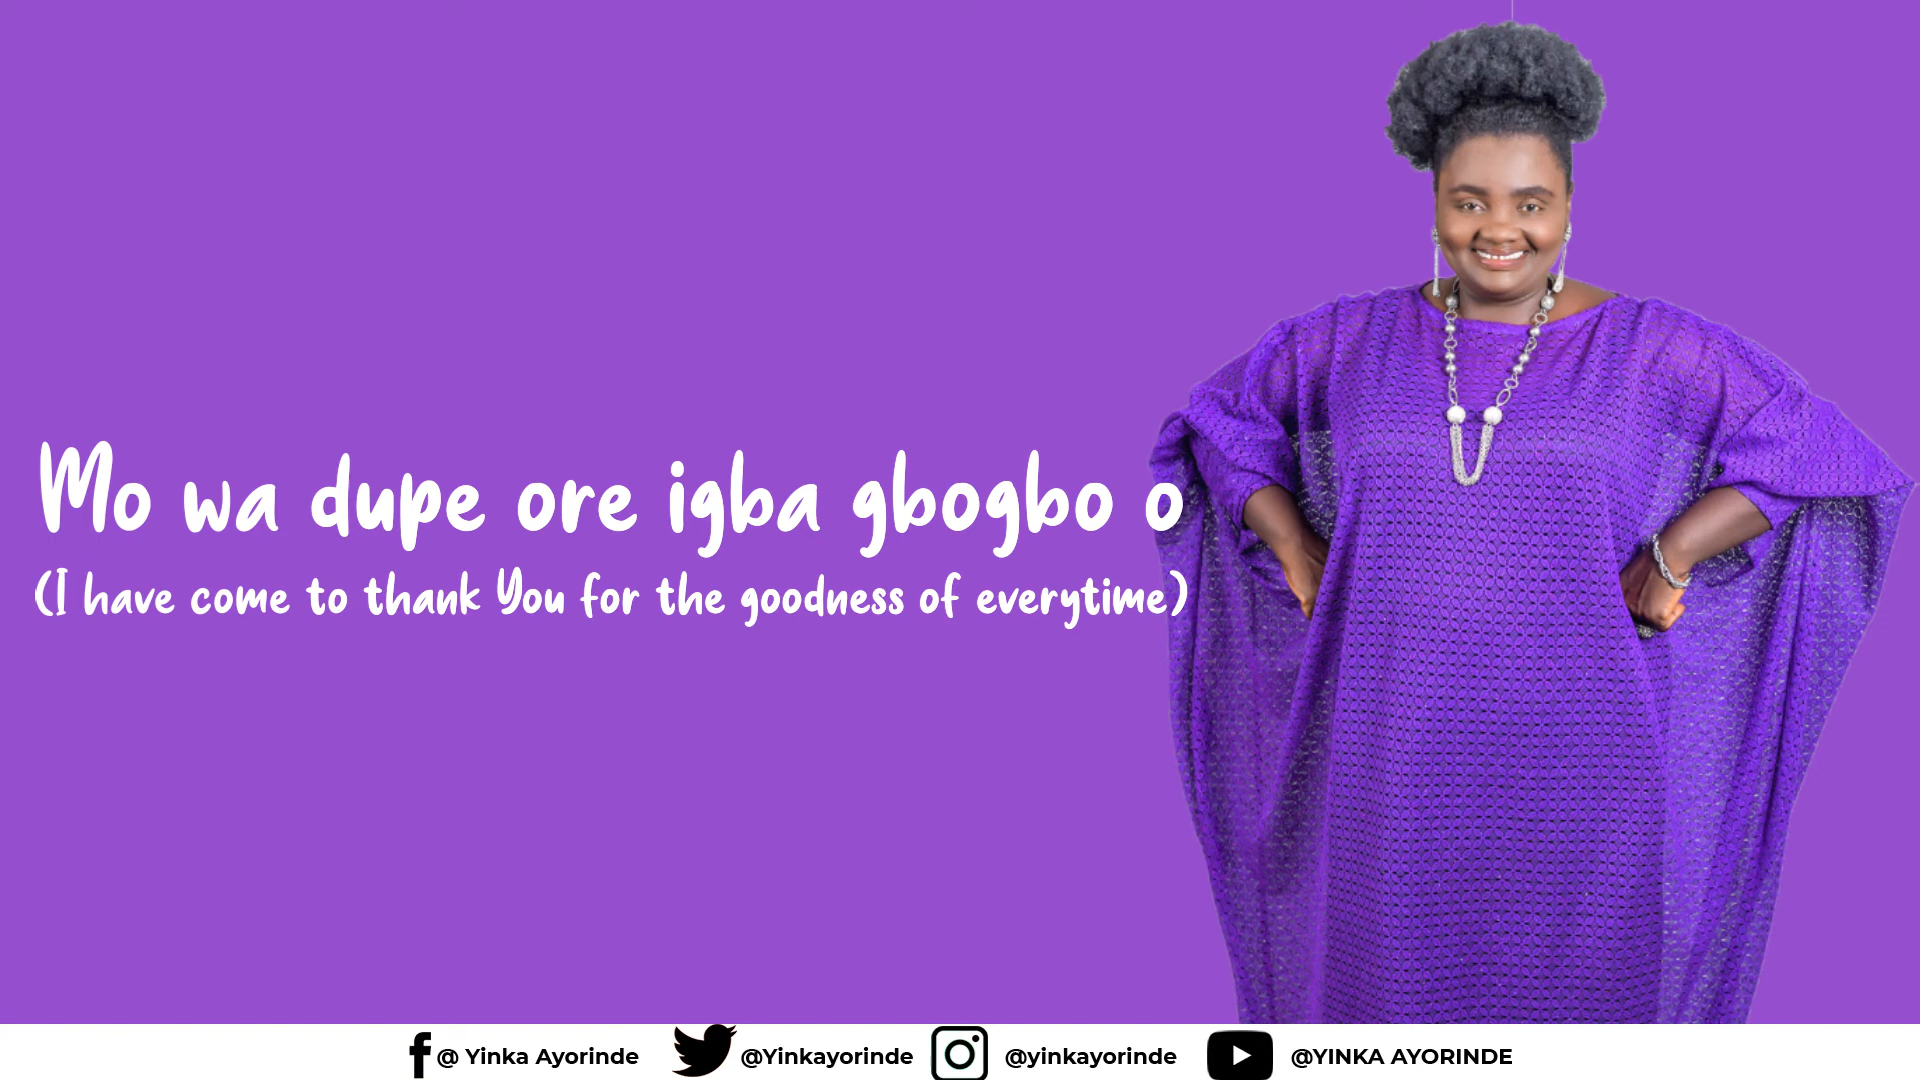 Mo wa dupe ore igba gbogbo o
(I have come to thank You for the goodness of everytime)
@ Yinka Ayorinde @Yinkayorinde @yinkayorinde @YINKA AYORINDE